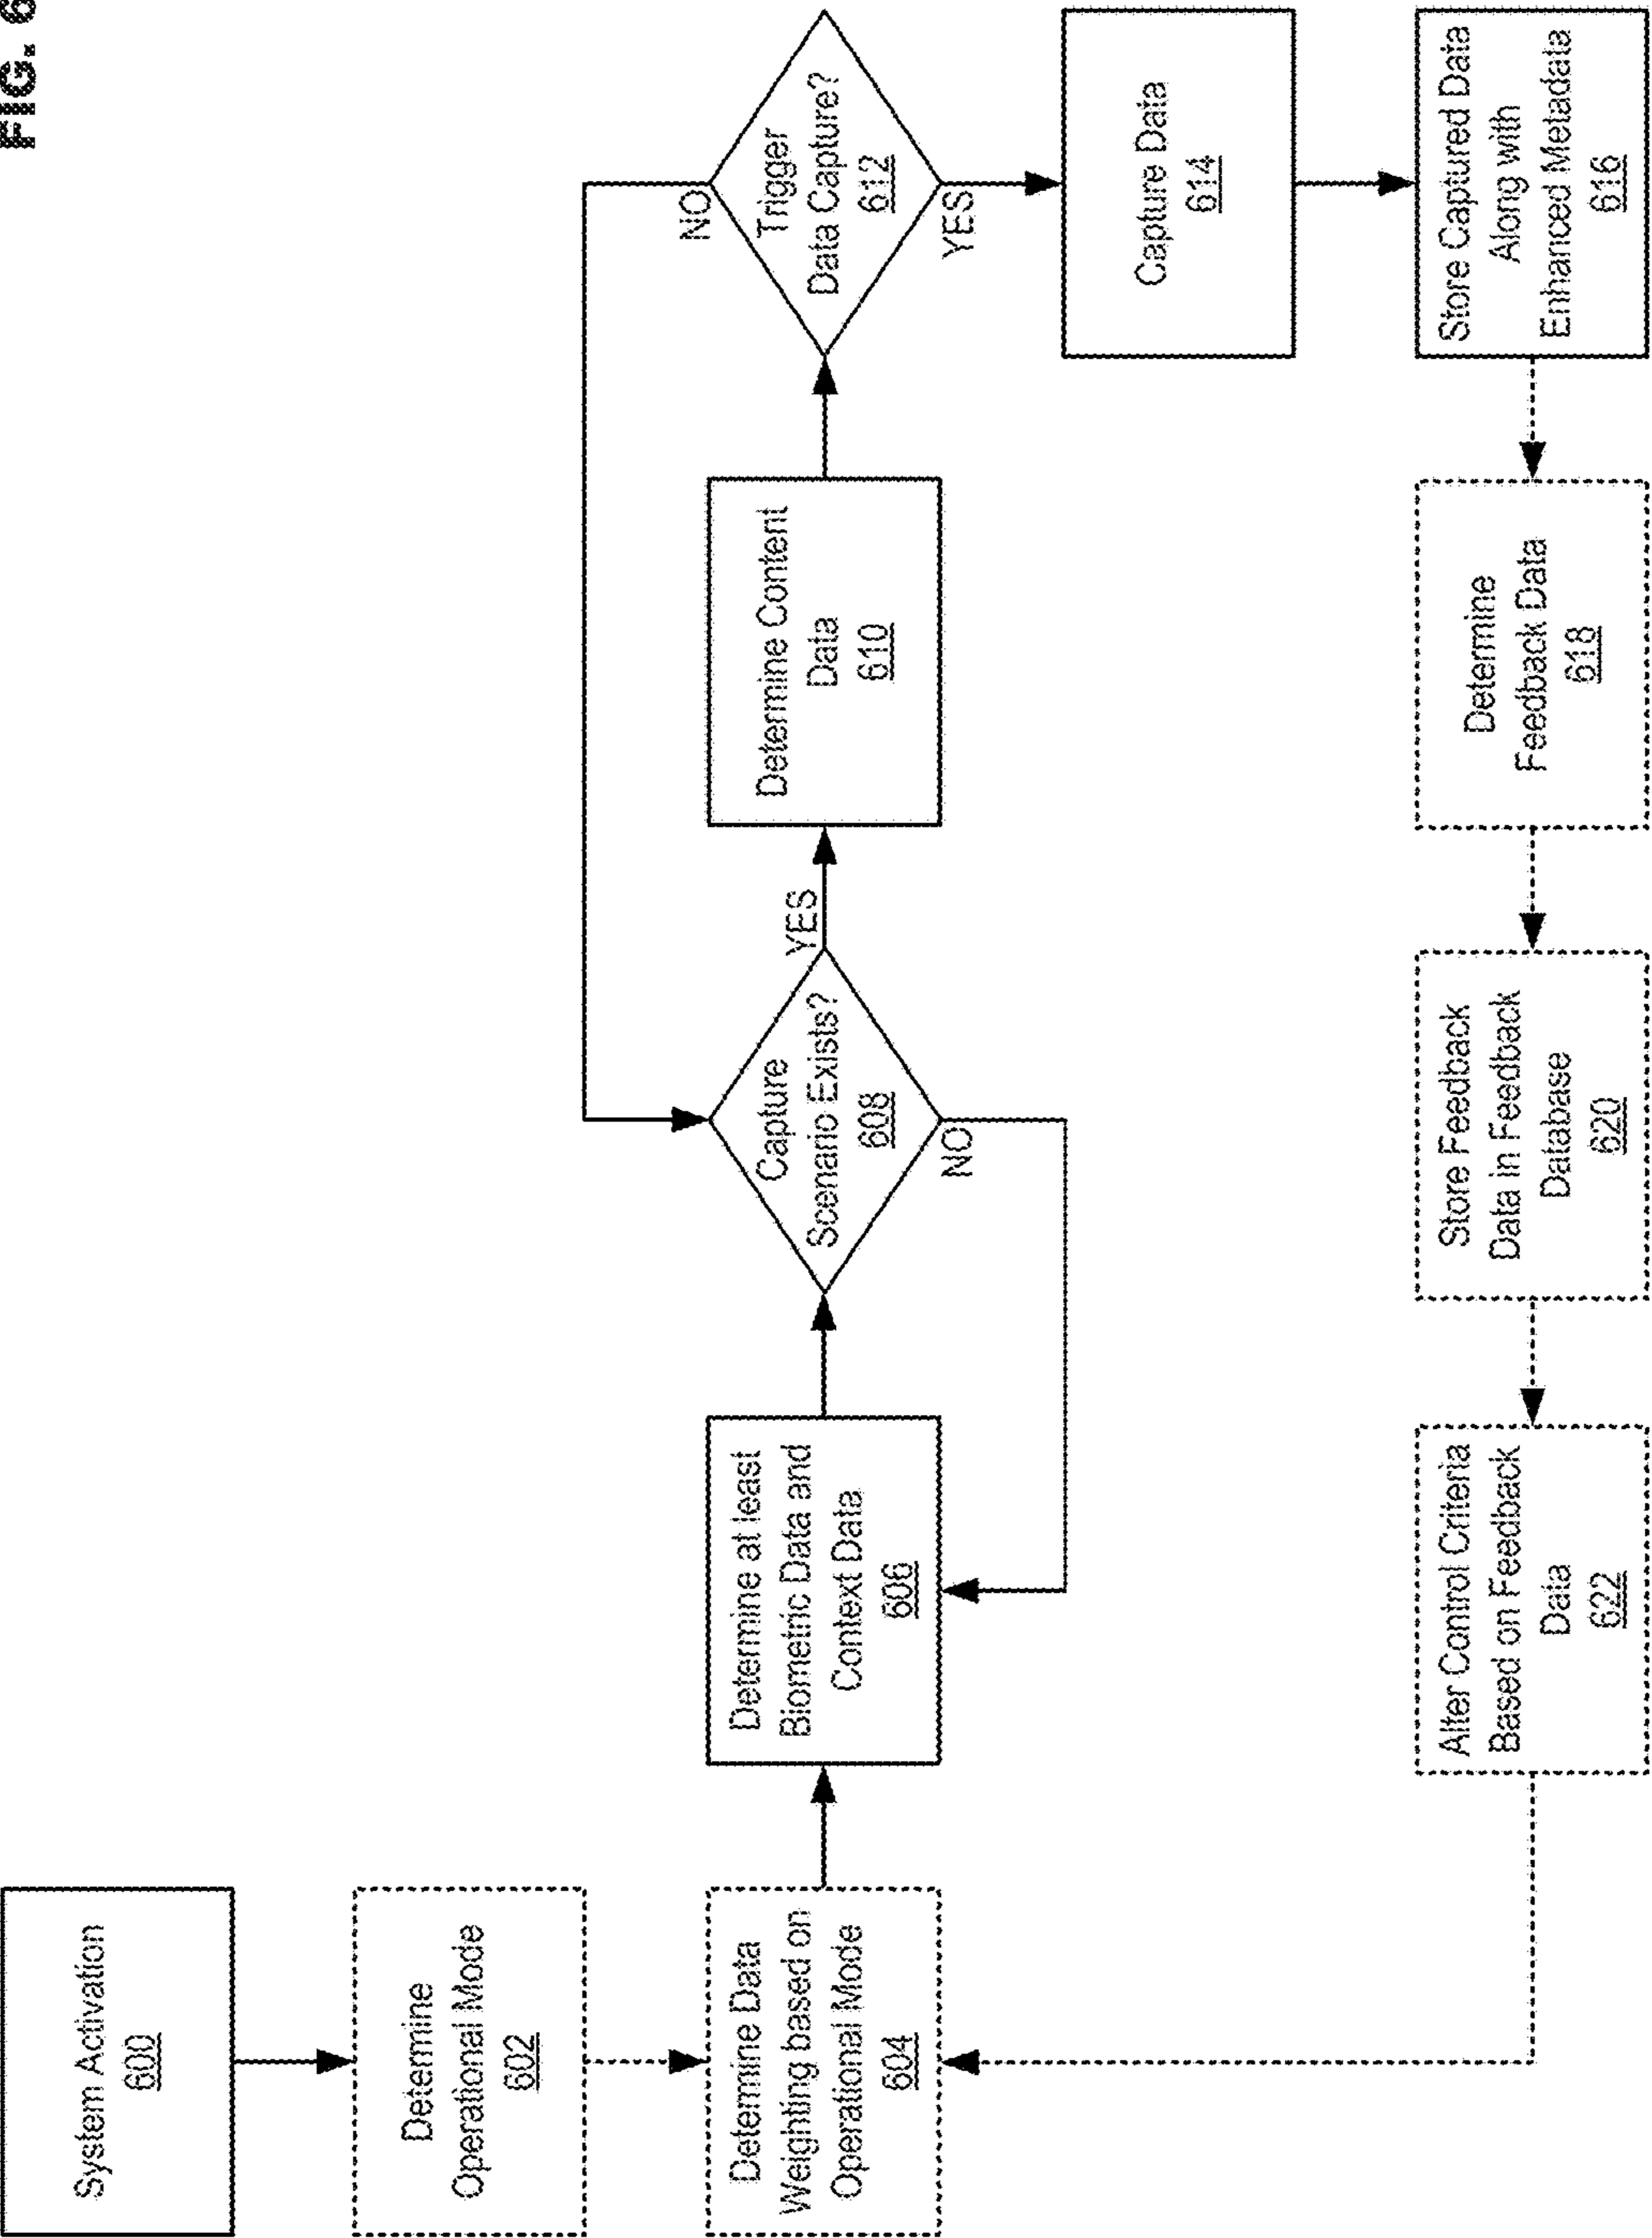 FIG. 6
System Activation
600
Determine
Operational Mode
602
Determine Data
Weighting based on
Operational Mode
604
Determine at least
Biometric Data and
Context Data
606
Capture
Scenario Exists?
608
YES
NO
Determine Content
Data
610
Trigger
Data Capture?
612
NO
YES
Capture Data
614
Store Captured Data
Along with
Enhanced Metadata
616
Determine
Feedback Data
618
Store Feedback
Data in Feedback
Database
620
Alter Control Criteria
Based on Feedback
Data
622